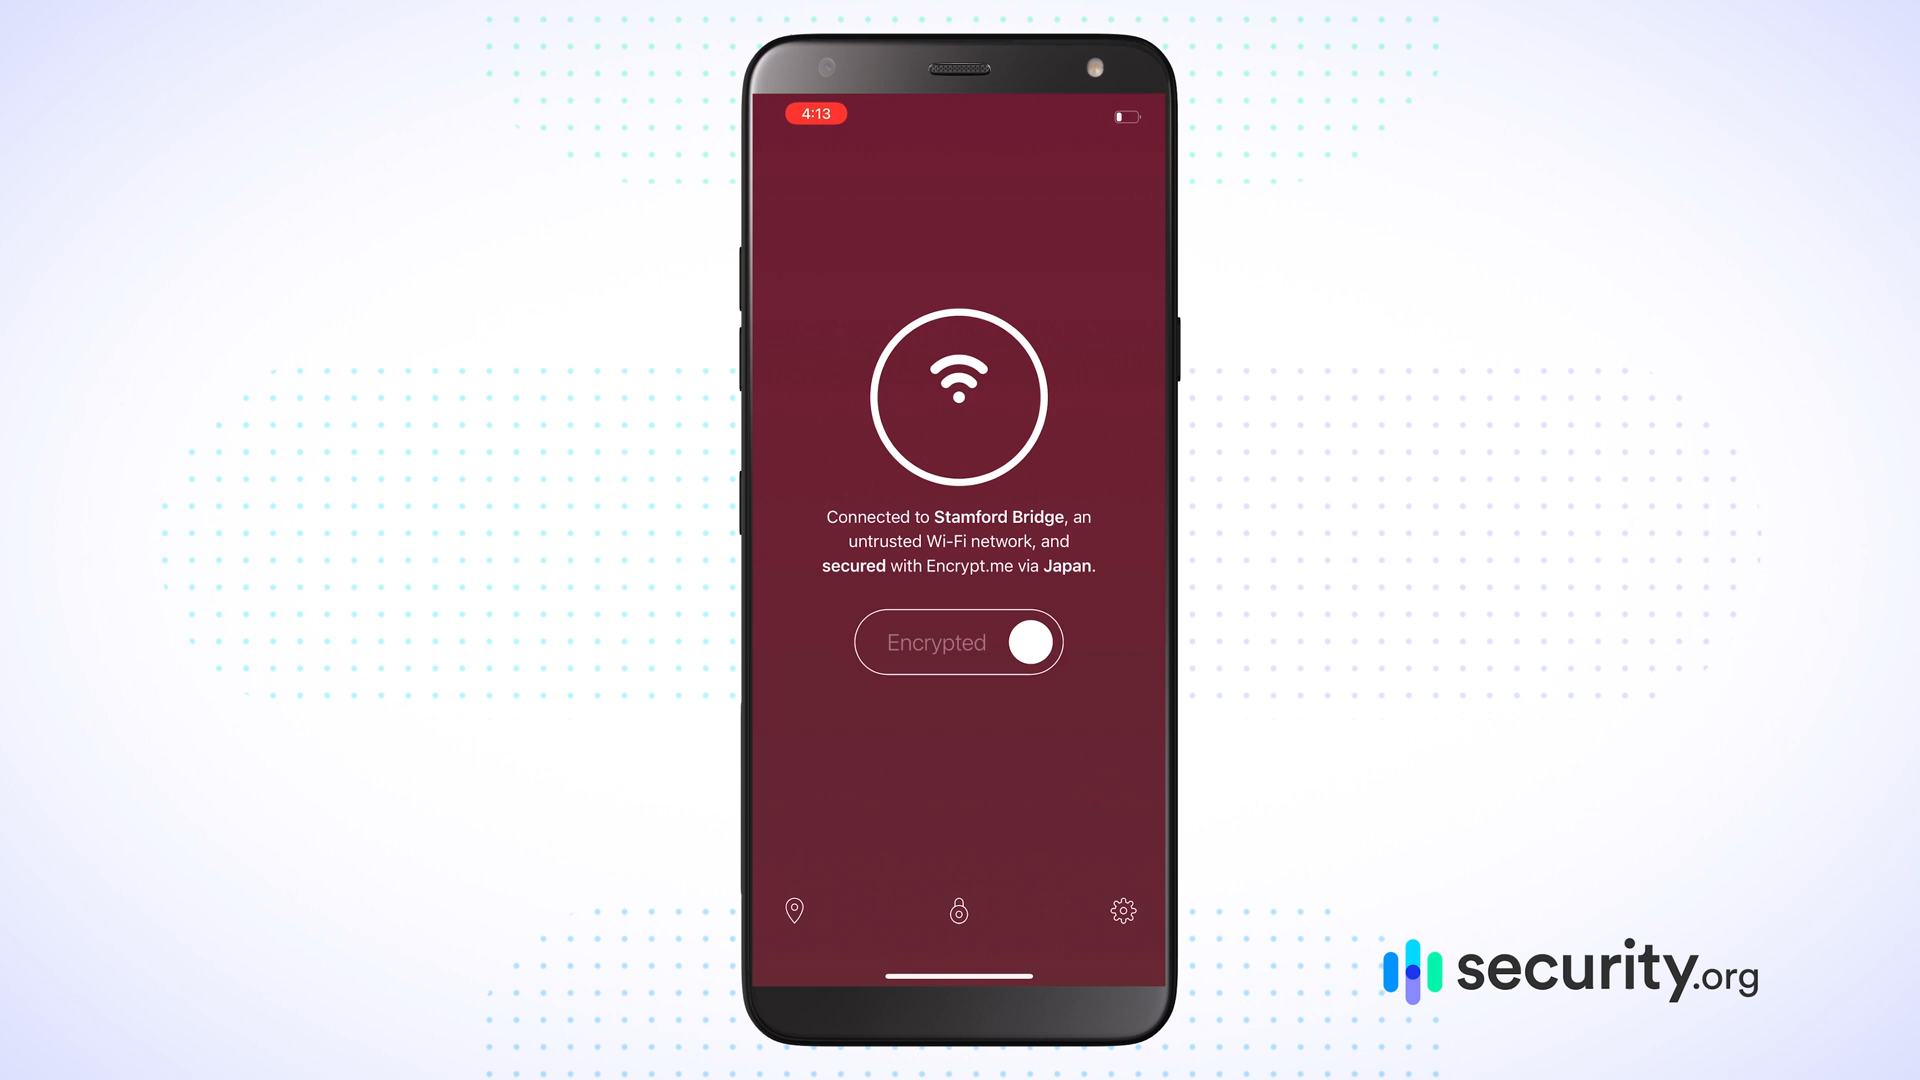 4:13
Connected to Stamford Bridge, an
untrusted Wi-Fi network, and
secured with Encrypt.me via Japan.
Encrypted
security.org